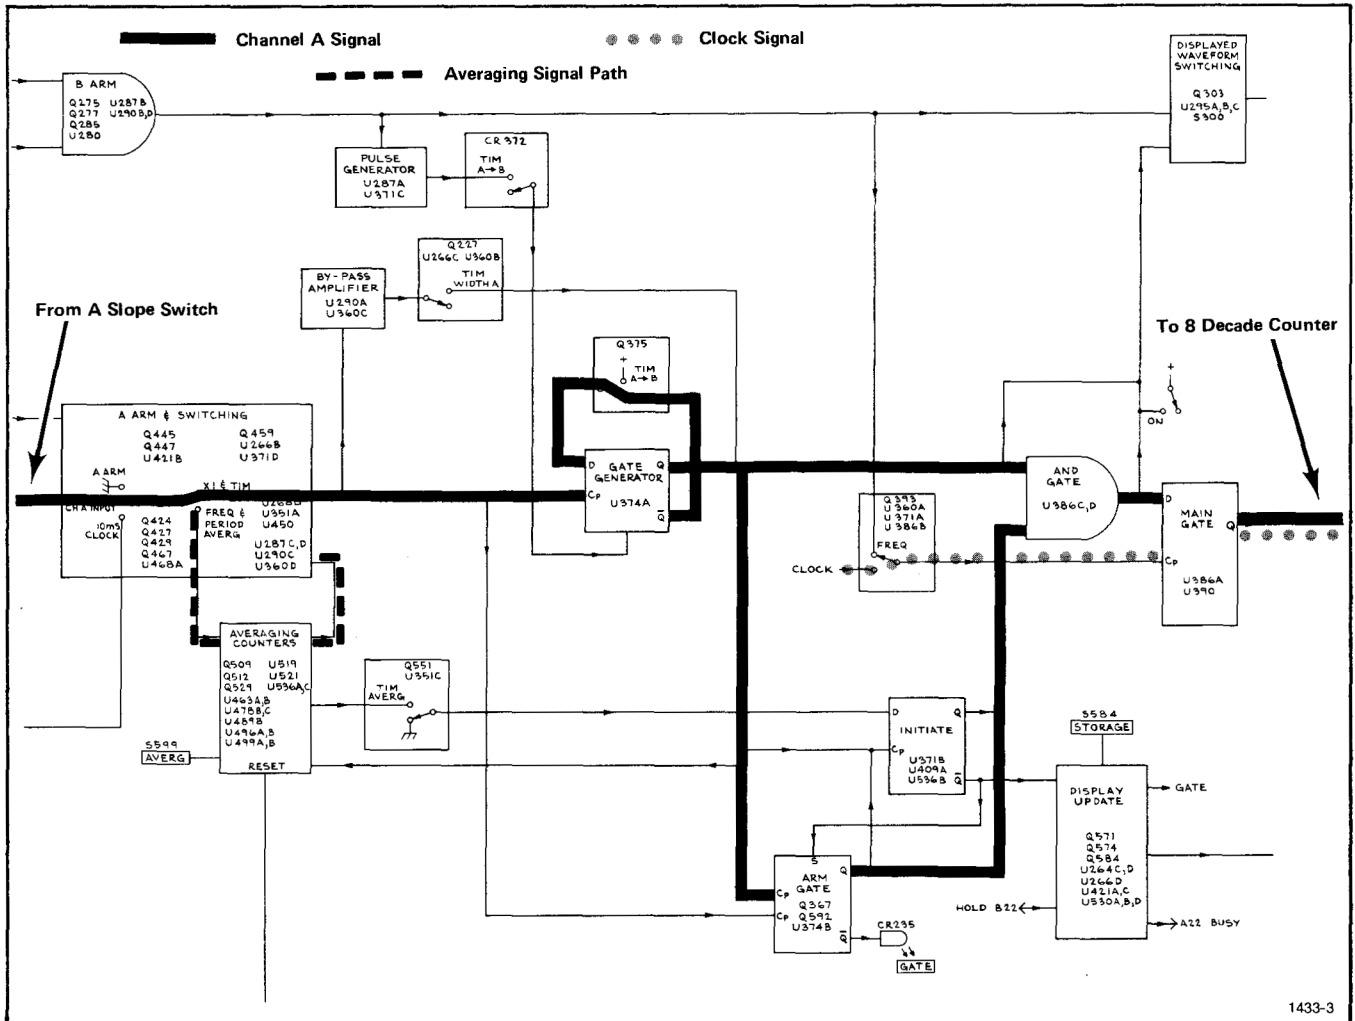 Channel A Signal
Clock Signal
Averaging Signal Path
B ARM
Q275 U287B
Q277 U290B,D
Q285
U280
PULSE
GENERATOR
U287A
U371C
CR372
TIM
A→B
DISPLAYED
WAVEFORM
SWITCHING
Q303
U295A,B,C
S300
BY-PASS
AMPLIFIER
U290A
U360C
Q227
U266C U360B
TIM
WIDTH A
From A Slope Switch
To 8 Decade Counter
Q375
+
TIM
A→B
+
ON
A ARM & SWITCHING
Q445 Q459
Q447 U266B
U421B U371D
A ARM
X1 & TIM
CH A INPUT
10ms
CLOCK
FREQ &
PERIOD
AVERG
U351A
U450
Q424
Q427
Q429
Q467
U468A
U287C,D
U290C
U360D
D GATE Q
GENERATOR
Cp
U374A
Q
AND
GATE
U386C,D
D
MAIN
GATE
Q
Cp
U386A
U390
Q393
U360A
U371A
U386B
FREQ
CLOCK
AVERAGING
COUNTERS
Q509 U519
Q512 U521
Q529 U536A,C
U463A,B
U478B,C
U489B
U496A,B
U499A,B
RESET
S599
AVERG
Q551
U351C
TIM
AVERG
D Q
INITIATE
Cp
U371B
U409A
U536B Q
S584
STORAGE
DISPLAY
UPDATE
Q571
Q574
Q584
U264C,D
U266D
U421A,C
U530A,B,D
GATE
HOLD B22
A22 BUSY
S
ARM Q
GATE
Cp
Q367
Cp Q592
U374B
Q
CR235
GATE
1433-3